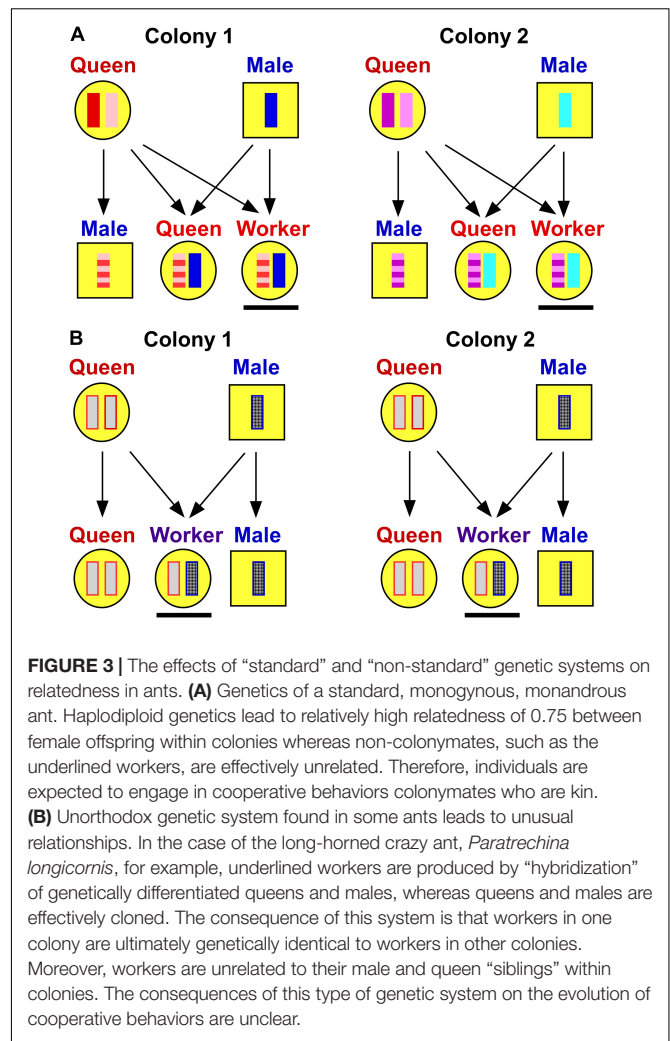 A
Colony 1 Colony 2
Queen Male Queen Male
Male Queen Worker Male Queen Worker
B
Colony 1 Colony 2
Queen Male Queen Male
Queen Worker Male Queen Worker Male
FIGURE 3 | The effects of “standard” and “non-standard” genetic systems on
relatedness in ants. (A) Genetics of a standard, monogynous, monandrous
ant. Haplodiploid genetics lead to relatively high relatedness of 0.75 between
female offspring within colonies whereas non-colonymates, such as the
underlined workers, are effectively unrelated. Therefore, individuals are
expected to engage in cooperative behaviors colonymates who are kin.
(B) Unorthodox genetic system found in some ants leads to unusual
relationships. In the case of the long-horned crazy ant, Paratrechina
longicornis, for example, underlined workers are produced by “hybridization”
of genetically differentiated queens and males, whereas queens and males are
effectively cloned. The consequence of this system is that workers in one
colony are ultimately genetically identical to workers in other colonies.
Moreover, workers are unrelated to their male and queen “siblings” within
colonies. The consequences of this type of genetic system on the evolution of
cooperative behaviors are unclear.